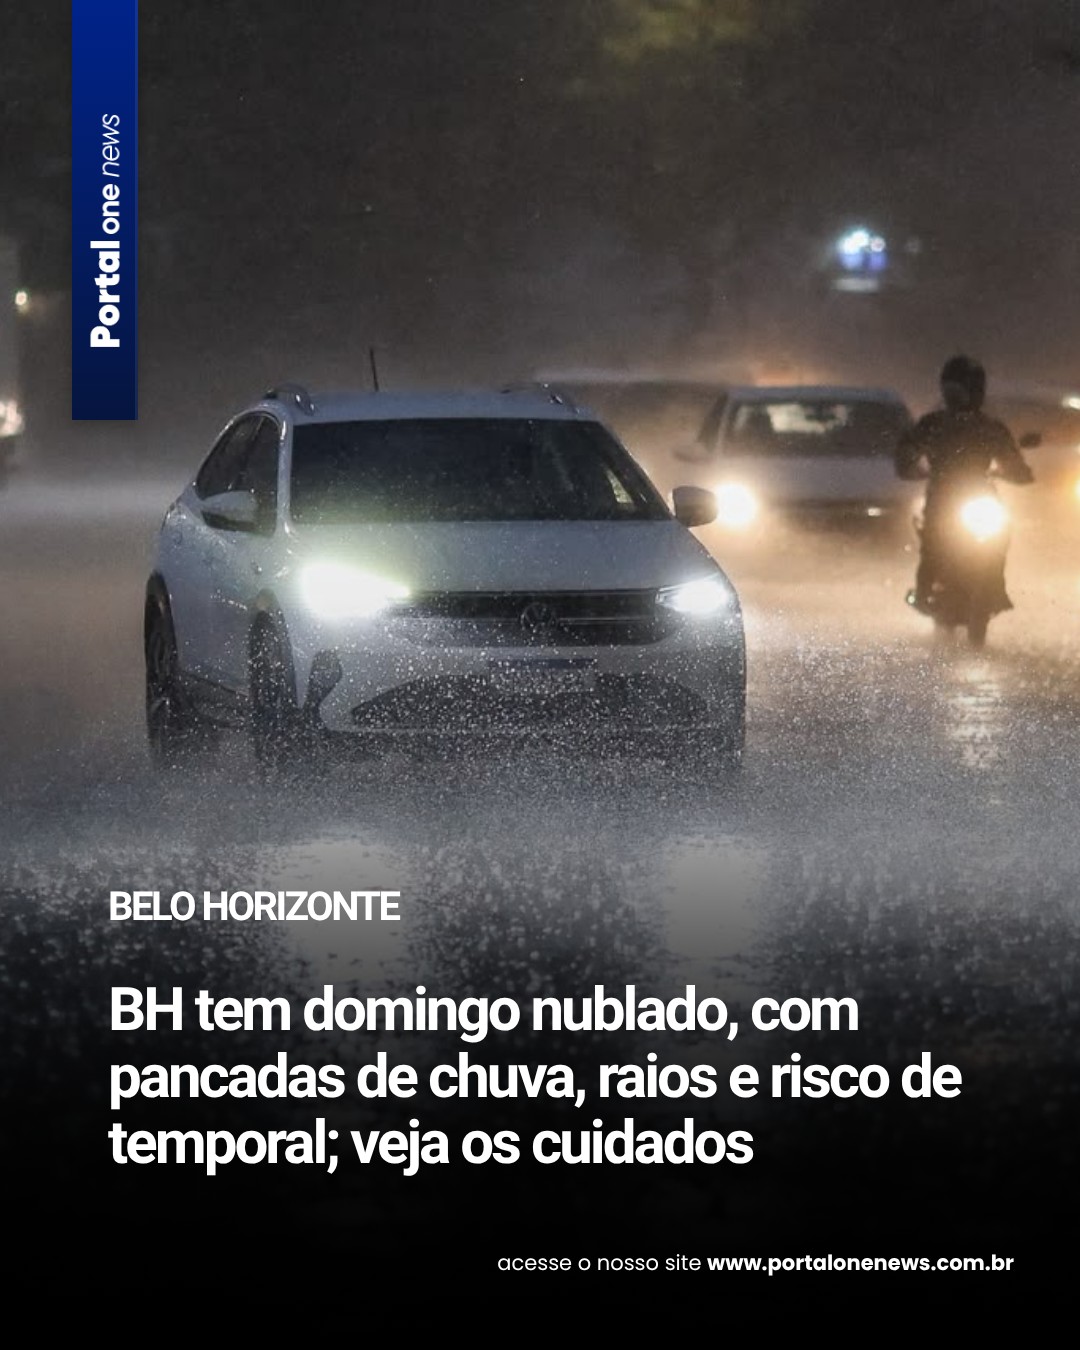 Portal one news
BELO HORIZONTE
BH tem domingo nublado, com
pancadas de chuva, raios e risco de
temporal; veja os cuidados
acesse o nosso site www.portalonenews.com.br